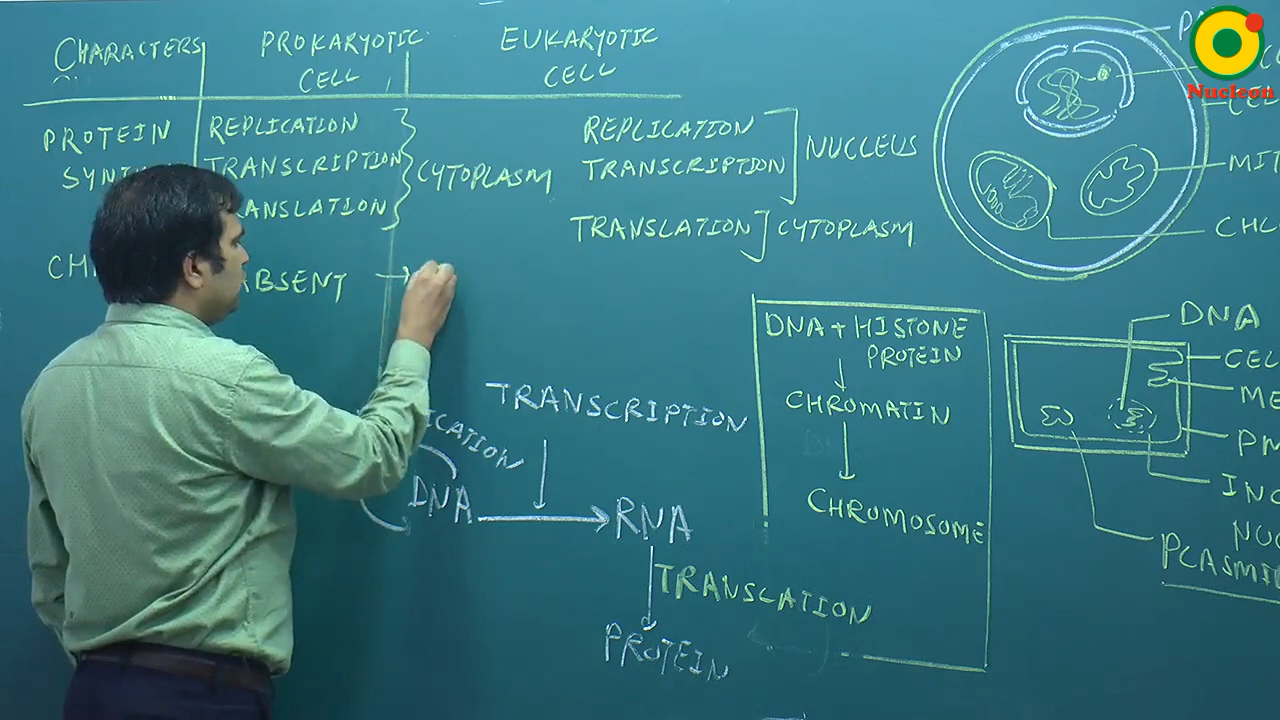 CHARACTERS PROKARYOTIC CELL EUKARYOTIC CELL
PROTEIN
REPLICATION
TRANSCRIPTION
CYTOPLASM
REPLICATION
TRANSCRIPTION
NUCLEUS
TRANSLATION
CYTOPLASM
ABSENT
TRANSCRIPTION
DNA
RNA
TRANSLATION
PROTEIN
DNA + HISTONE
PROTEIN
CHROMATIN
CHROMOSOME
DNA
PLASMI
Nucleon